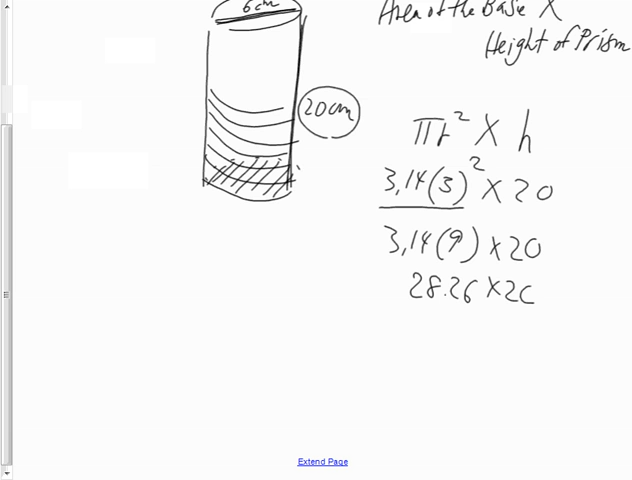 6cm
Area of the Base X
Height of Prism
20cm
πr² X h
3,14(3)² X 20
3,14(9) X 20
28.26 X 2C
Extend Page